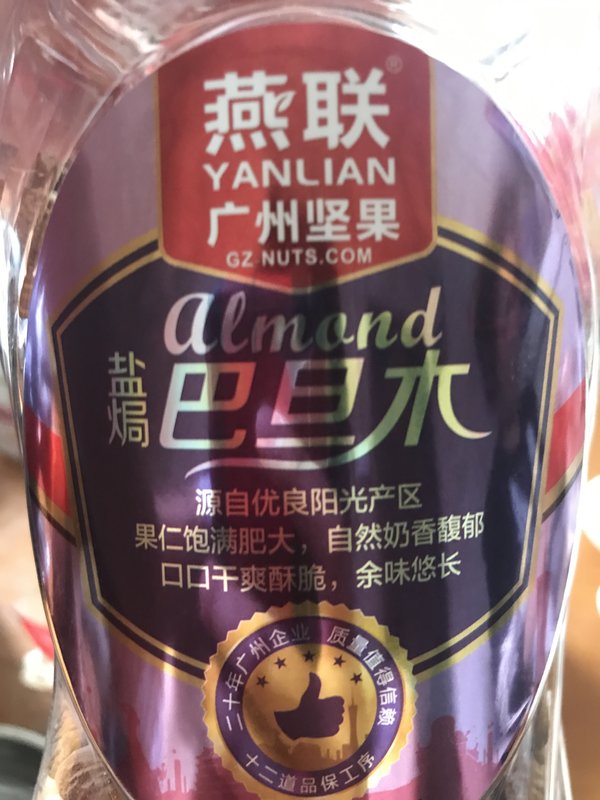 燕联®
YANLIAN
广州坚果
GZ NUTS.COM
Almond
盐焗
巴旦木
源自优良阳光产区
果仁饱满肥大，自然奶香馥郁
口口干爽酥脆，余味悠长
二十年广州企业 质量值得信赖
十二道品保工序